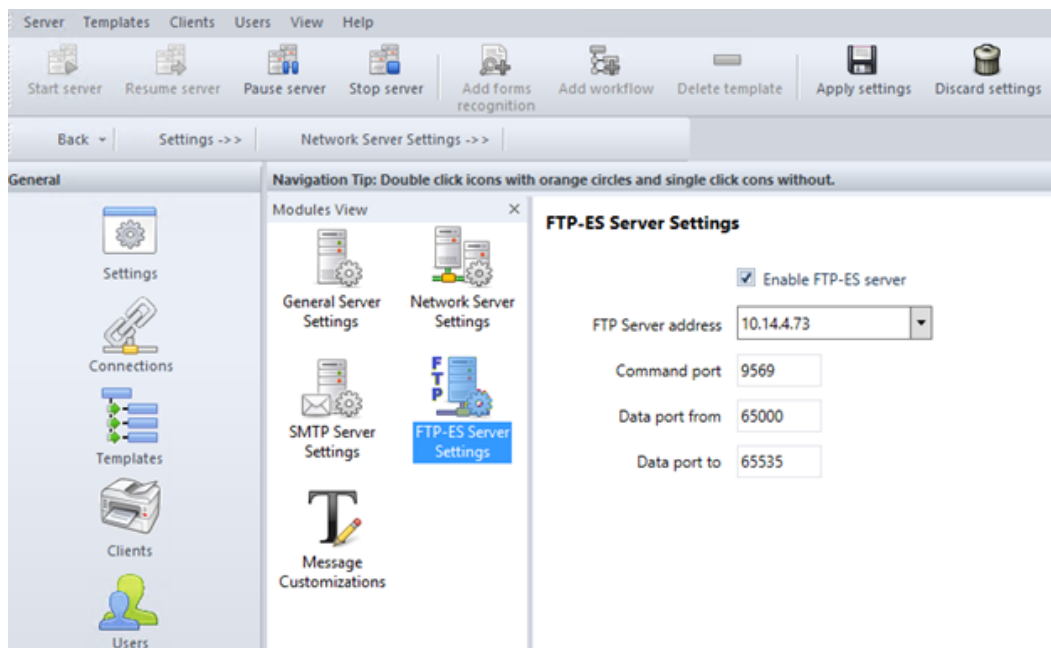 Server Templates Clients Users View Help
Start server Resume server Pause server Stop server Add forms recognition Add workflow Delete template Apply settings Discard settings
Back Settings ->> Network Server Settings ->>
General
Settings
Connections
Templates
Clients
Users
Navigation Tip: Double click icons with orange circles and single click cons without.
Modules View
General Server
Settings
Network Server
Settings
SMTP Server
Settings
FTP
FTP-ES Server
Settings
T
Message
Customizations
FTP-ES Server Settings
Enable FTP-ES server
FTP Server address 10.14.4.73
Command port 9569
Data port from 65000
Data port to 65535